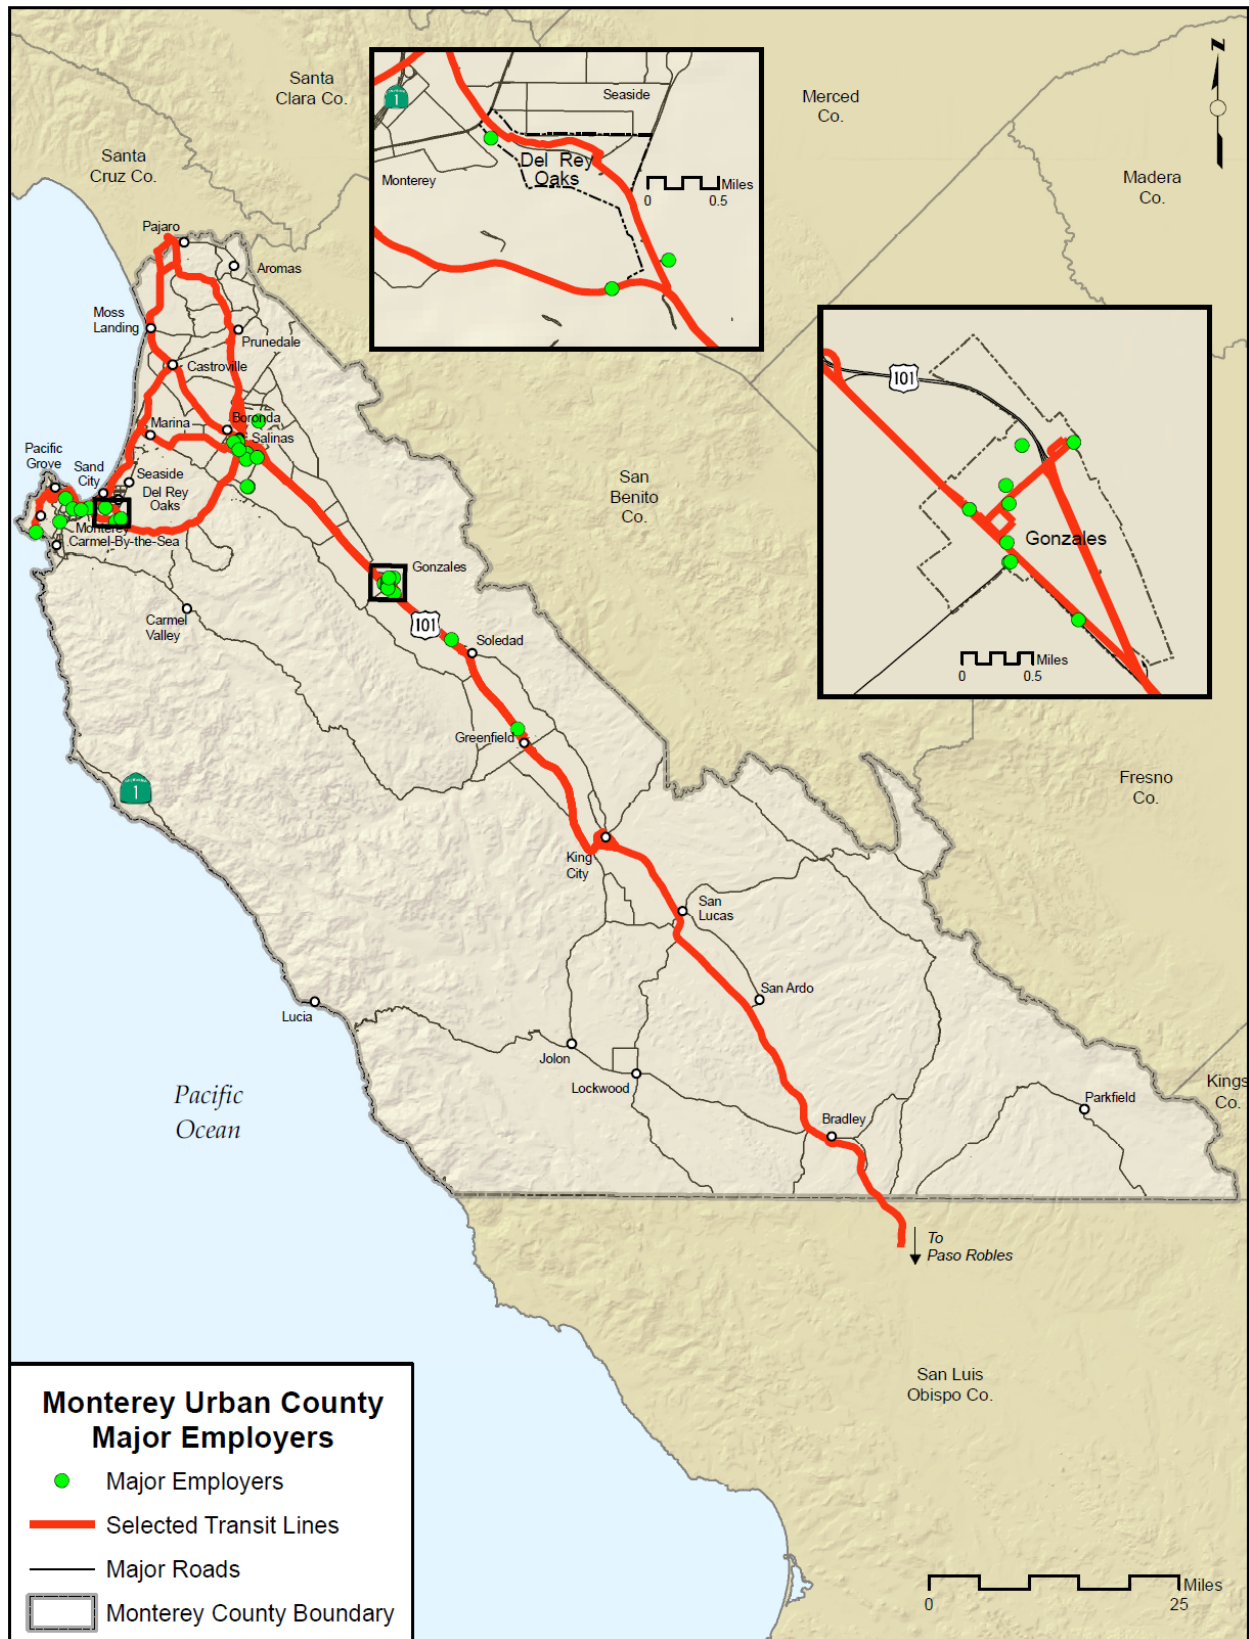 N
Santa
Clara Co.
Merced
Co.
Santa
Cruz Co.
Madera
Co.
1
Seaside
Monterey
Del Rey
Oaks
Miles
0
0.5
Pajaro
Aromas
Moss
Landing
Prunedale
Castroville
Marina
Boronda
Salinas
Pacific
Grove
Sand
City
Seaside
Del Rey
Oaks
Monterey
Carmel-By-the-Sea
101
Gonzales
Miles
0
0.5
San
Benito
Co.
Gonzales
101
Carmel
Valley
Soledad
Greenfield
Fresno
Co.
1
King
City
San
Lucas
San Ardo
Lucia
Jolon
Lockwood
Bradley
Parkfield
Kings
Co.
Pacific
Ocean
To
Paso Robles
San Luis
Obispo Co.
Monterey Urban County
Major Employers
Major Employers
Selected Transit Lines
Major Roads
Monterey County Boundary
Miles
0
25